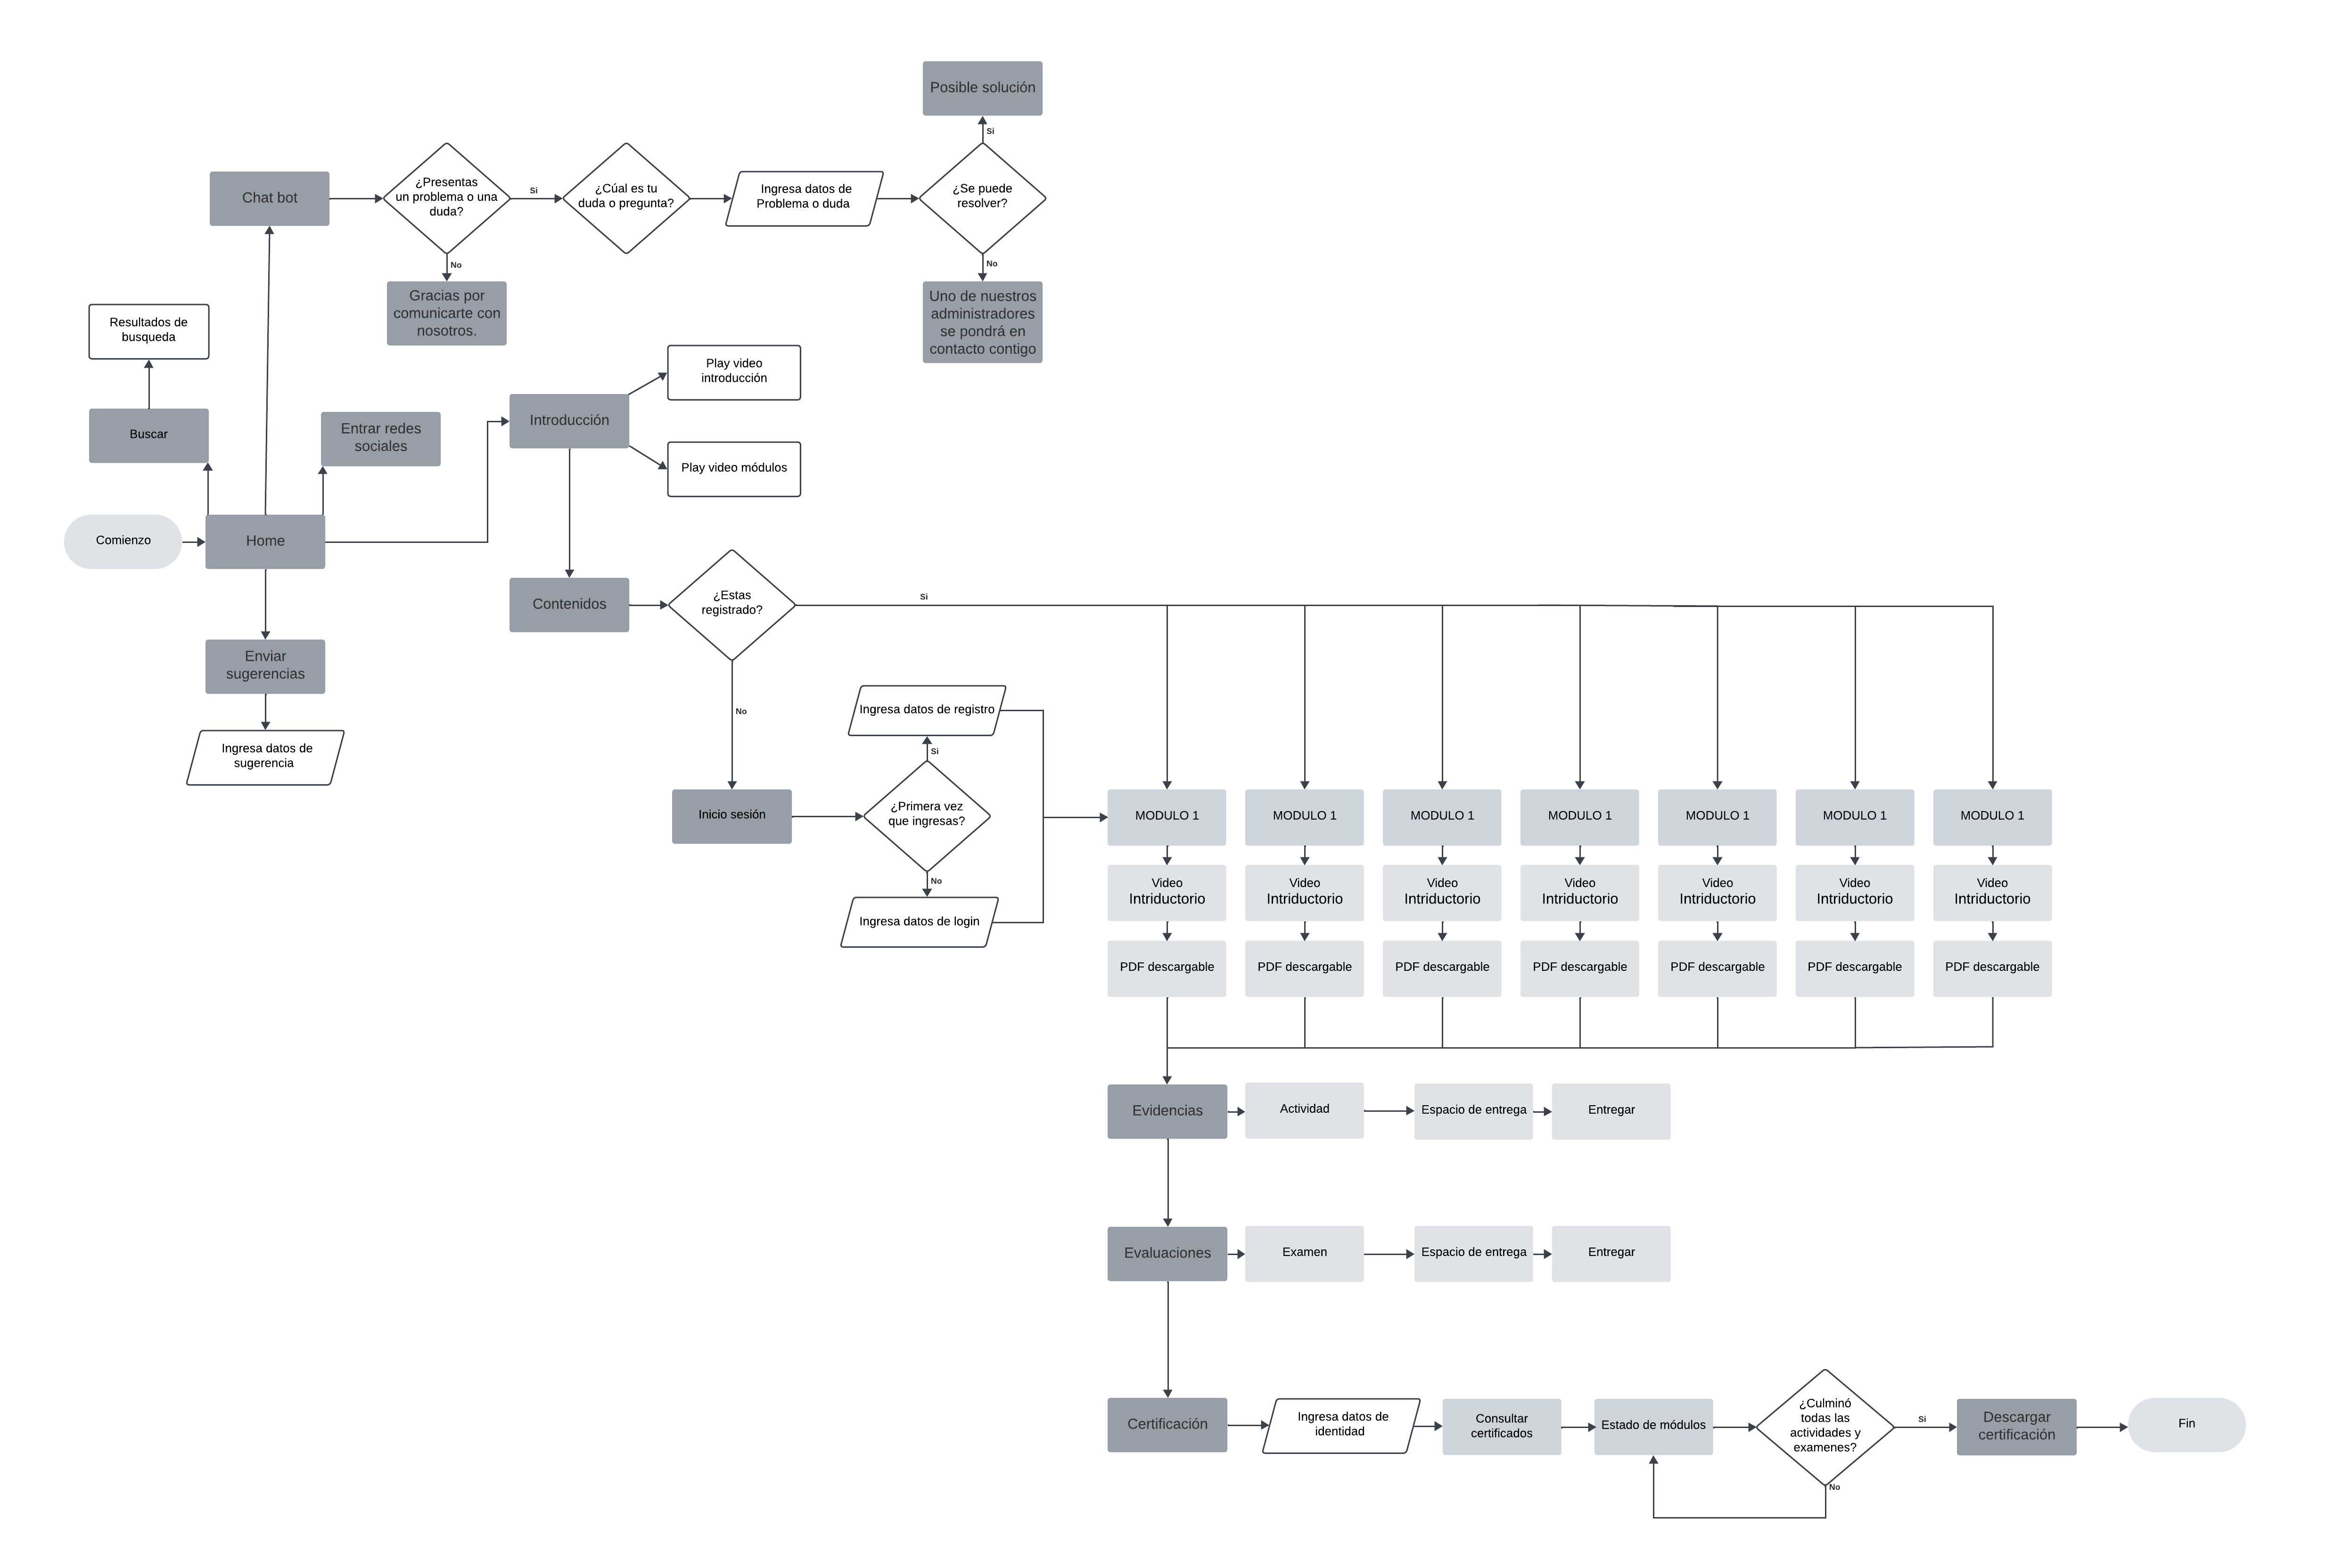 Posible solución
Si
Chat bot
¿Presentas
un problema o una
duda?
Si
¿Cúal es tu
duda o pregunta?
Ingresa datos de
Problema o duda
¿Se puede
resolver?
No
No
Gracias por
comunicarte con
nosotros.
Uno de nuestros
administradores
se pondrá en
contacto contigo
Resultados de
busqueda
Buscar
Entrar redes
sociales
Introducción
Play video
introducción
Play video módulos
Comienzo
Home
Contenidos
¿Estas
registrado?
Si
No
Enviar
sugerencias
Ingresa datos de
sugerencia
Ingresa datos de registro
Si
Inicio sesión
¿Primera vez
que ingresas?
No
Ingresa datos de login
MODULO 1
MODULO 1
MODULO 1
MODULO 1
MODULO 1
MODULO 1
MODULO 1
Video
Intriductorio
Video
Intriductorio
Video
Intriductorio
Video
Intriductorio
Video
Intriductorio
Video
Intriductorio
Video
Intriductorio
PDF descargable
PDF descargable
PDF descargable
PDF descargable
PDF descargable
PDF descargable
PDF descargable
Evidencias
Actividad
Espacio de entrega
Entregar
Evaluaciones
Examen
Espacio de entrega
Entregar
Certificación
Ingresa datos de
identidad
Consultar
certificados
Estado de módulos
¿Culminó
todas las
actividades y
examenes?
Si
No
Descargar
certificación
Fin